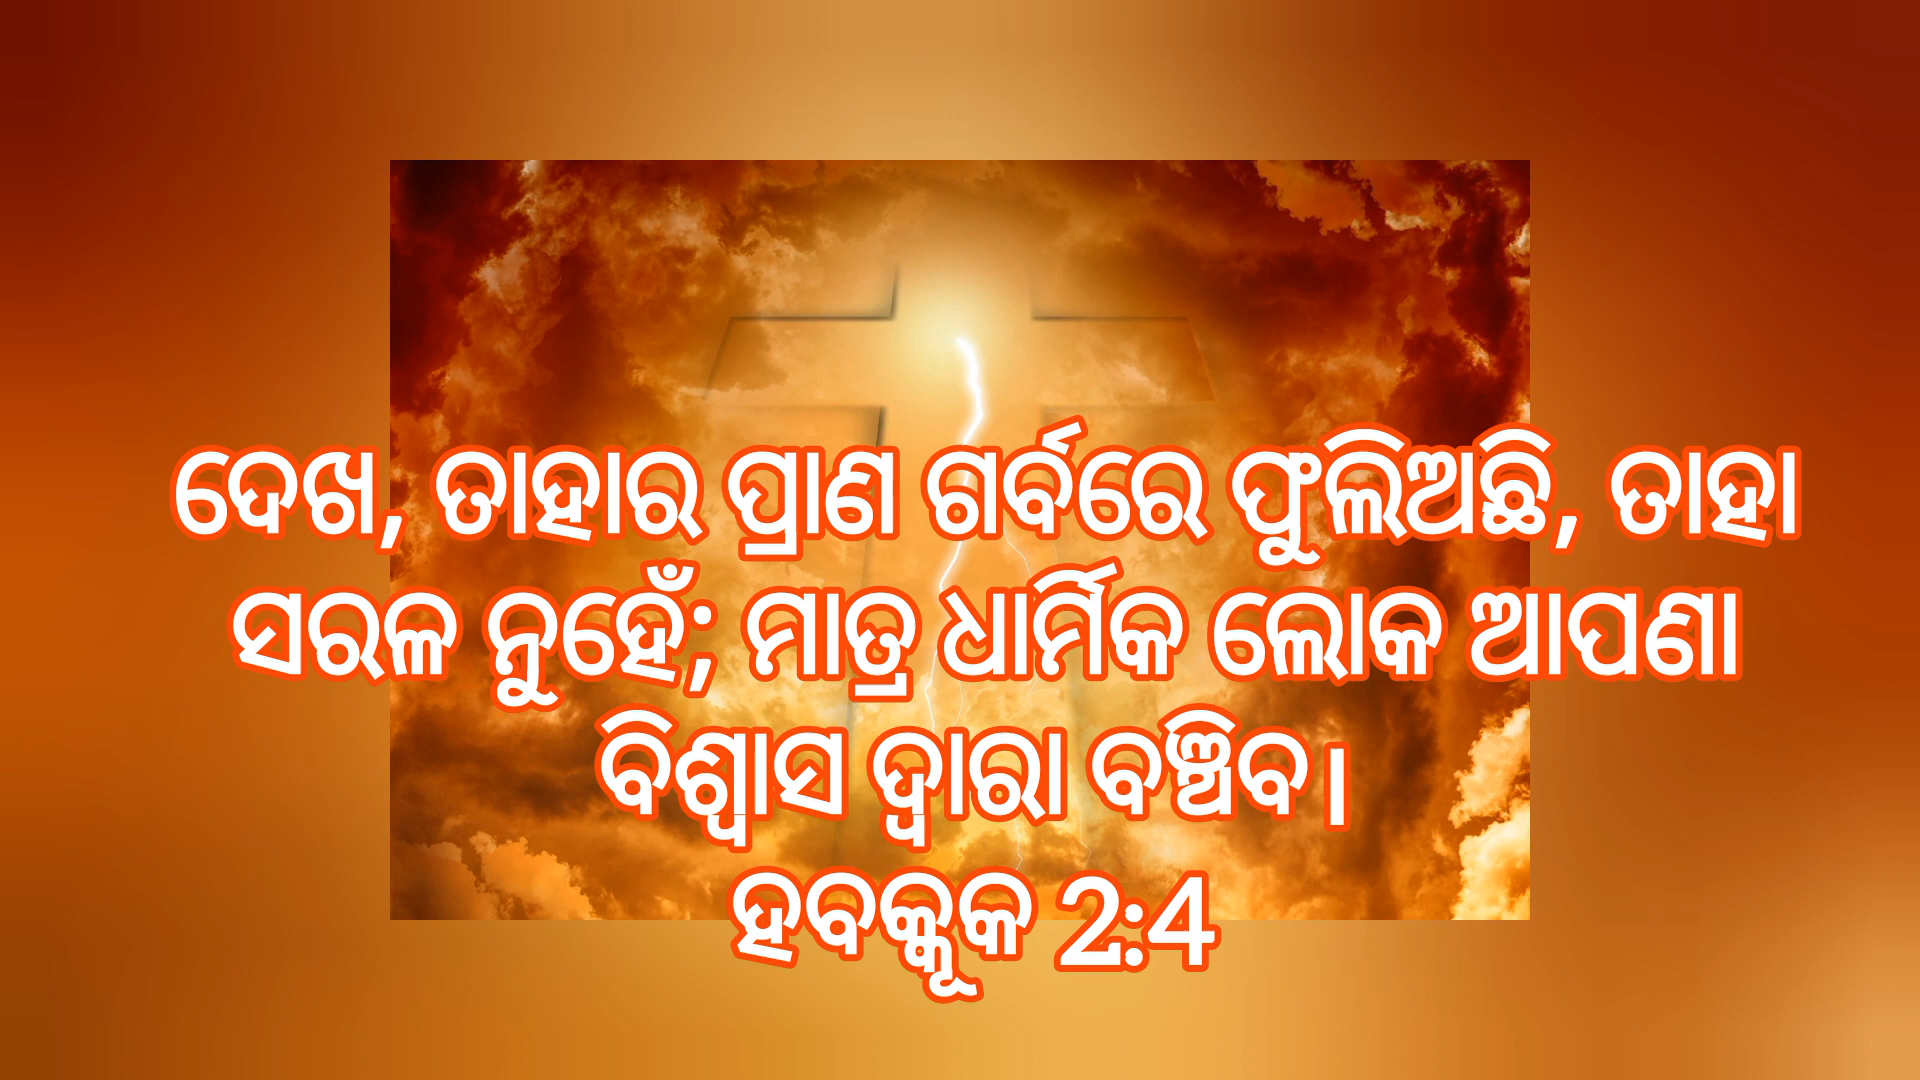 ଦେଖ, ତାହାର ପ୍ରାଣ ଗର୍ବରେ ଫୁଲିଅଛି, ତାହା
ସରଳ ନୁହେଁ; ମାତ୍ର ଧାର୍ମିକ ଲୋକ ଆପଣା
ବିଶ୍ୱାସ ଦ୍ୱାରା ବଞ୍ଚିବ।
ହବକ୍କୂକ 2:4